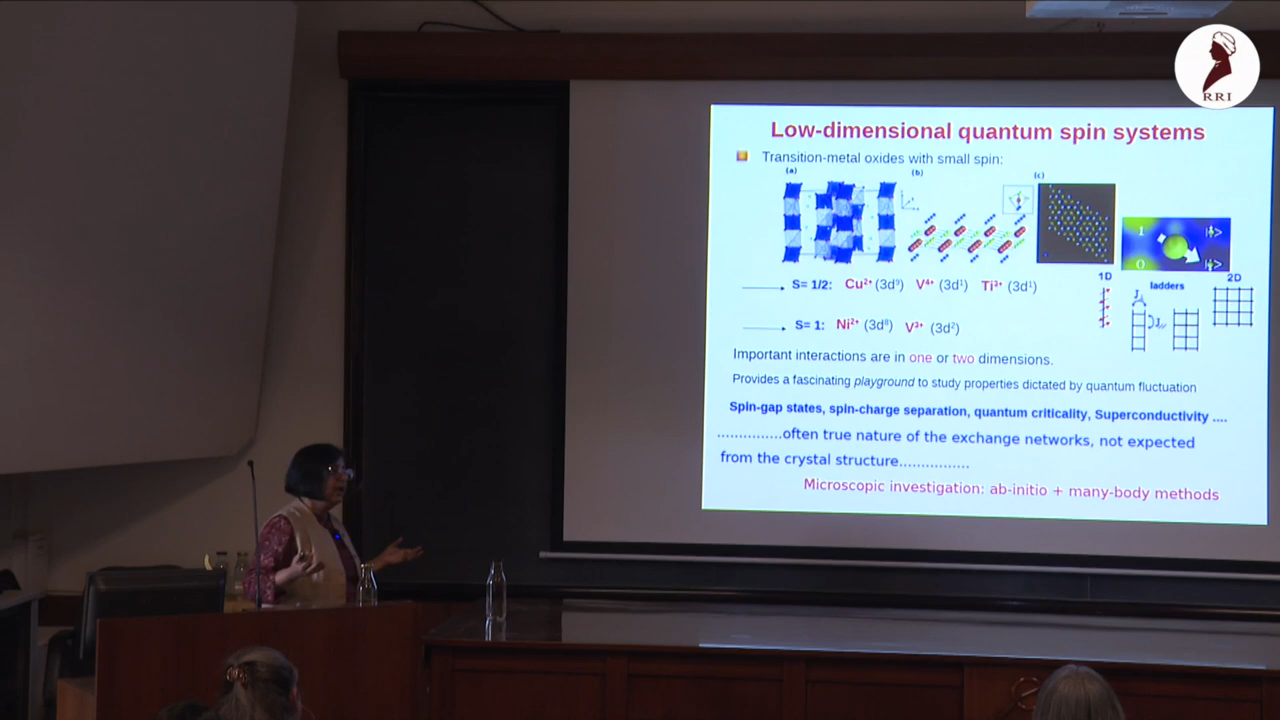 RRI
Low-dimensional quantum spin systems
Transition-metal oxides with small spin:
(a) (b) (c)
1
0
1D ladders 2D
S= 1/2: Cu²⁺ (3d⁹) V⁴⁺ (3d¹) Ti³⁺ (3d¹)
S= 1: Ni²⁺ (3d⁸) V³⁺ (3d²)
Important interactions are in one or two dimensions.
Provides a fascinating playground to study properties dictated by quantum fluctuation
Spin-gap states, spin-charge separation, quantum criticality, Superconductivity ....
...............often true nature of the exchange networks, not expected
from the crystal structure................
Microscopic investigation: ab-initio + many-body methods